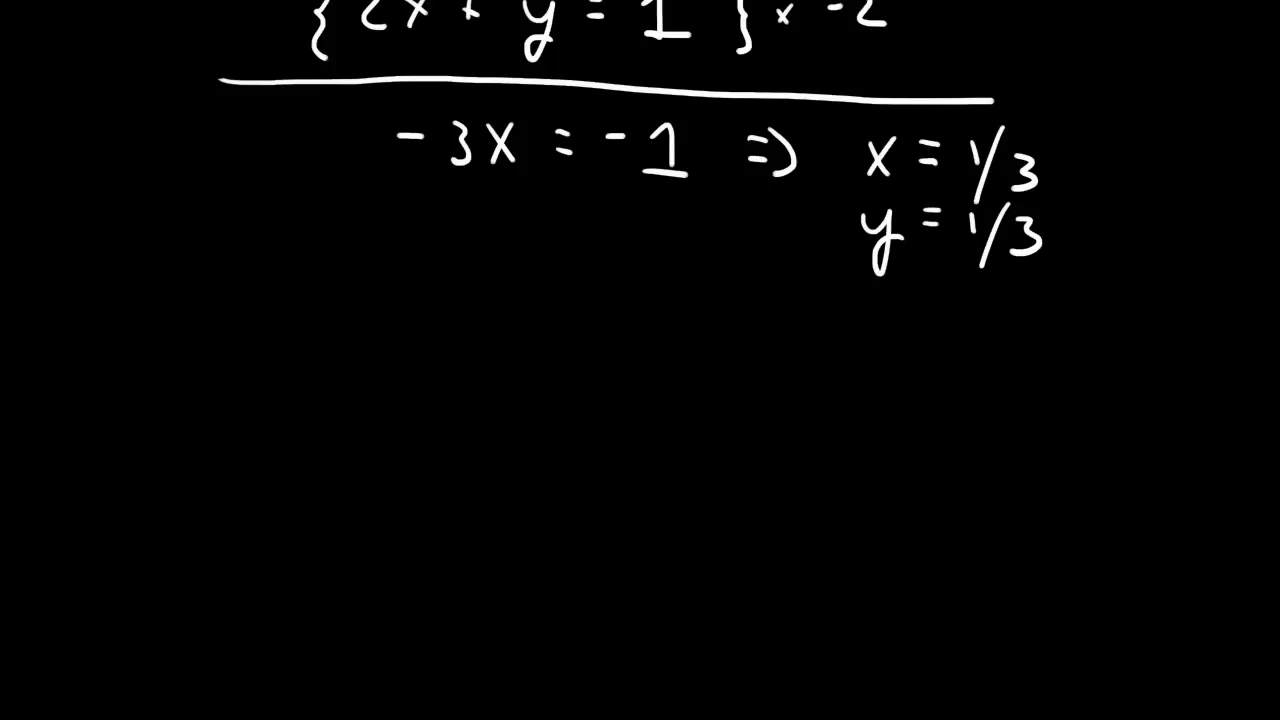 {2x + y = 1} × -2
-3x = -1 ⇒ x = 1/3
y = 1/3